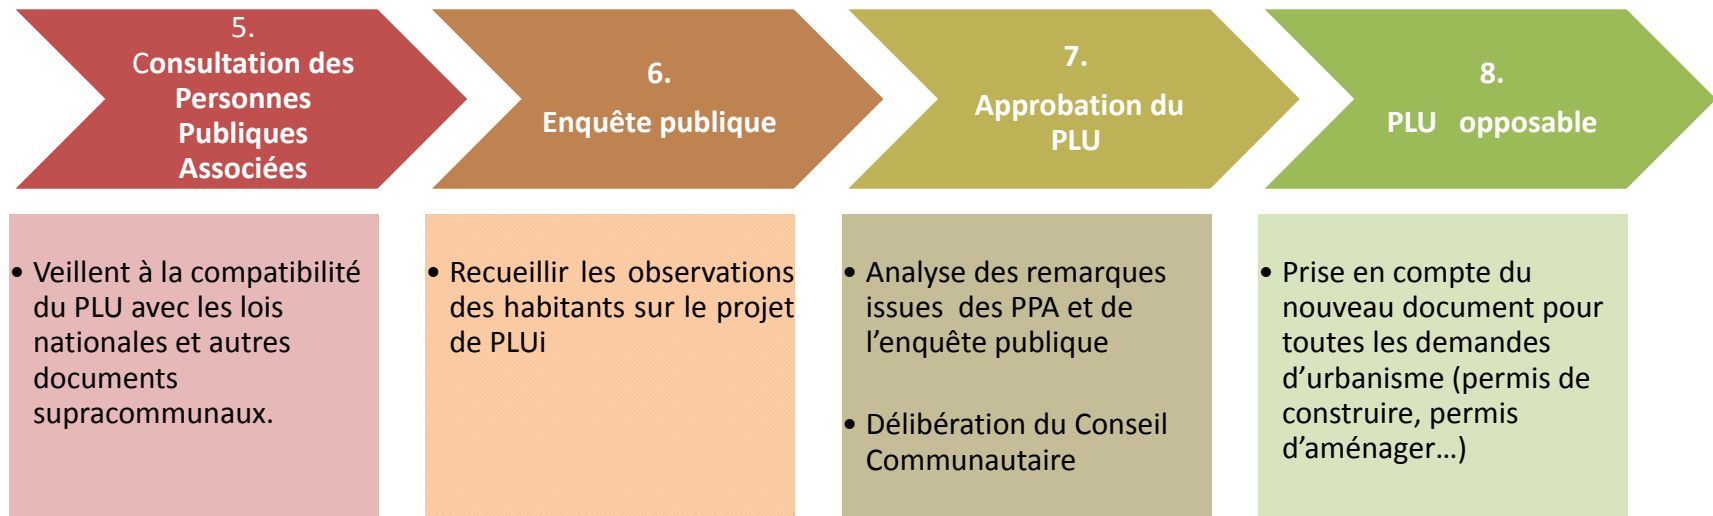 5.
Consultation des
Personnes
Publiques
Associées
6.
Enquête publique
7.
Approbation du
PLU
8.
PLU opposable
• Veillent à la compatibilité
du PLU avec les lois
nationales et autres
documents
supracommunaux.
• Recueillir les observations
des habitants sur le projet
de PLUi
• Analyse des remarques
issues des PPA et de
l’enquête publique
• Délibération du Conseil
Communautaire
• Prise en compte du
nouveau document pour
toutes les demandes
d’urbanisme (permis de
construire, permis
d’aménager…)